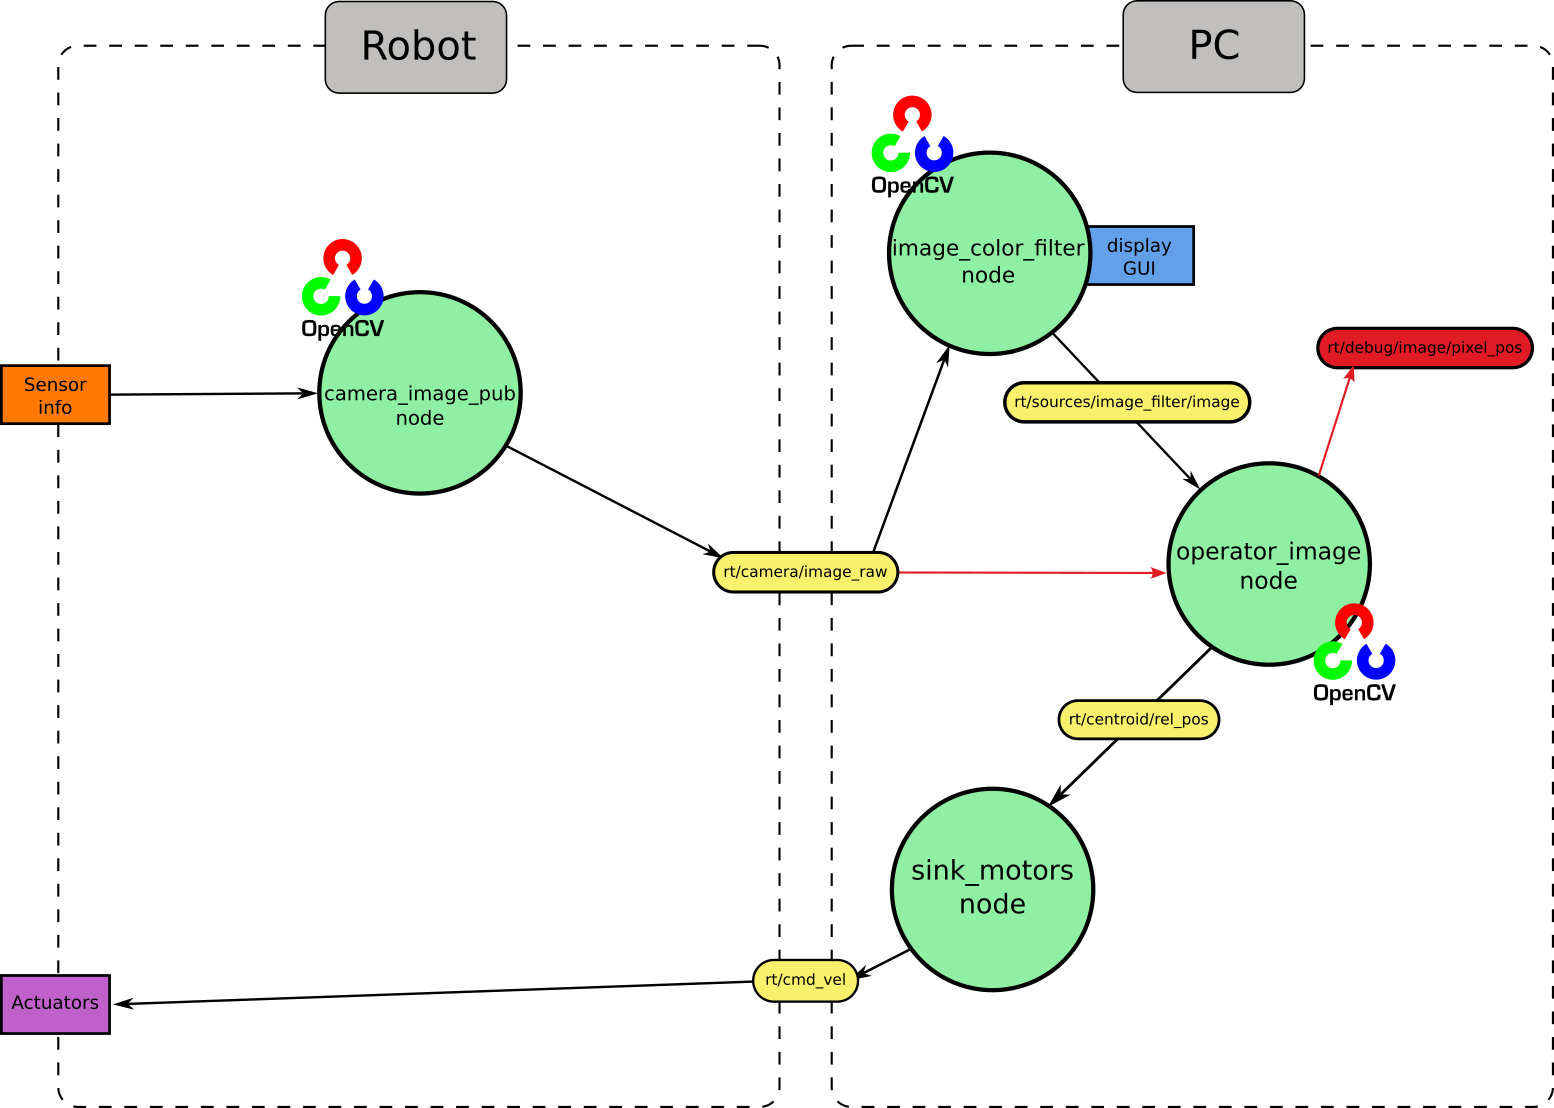 Robot
PC
OpenCV
image_color_filter
node
display
GUI
OpenCV
camera_image_pub
node
Sensor
info
rt/debug/image/pixel_pos
rt/sources/image_filter/image
rt/camera/image_raw
operator_image
node
OpenCV
rt/centroid/rel_pos
sink_motors
node
rt/cmd_vel
Actuators